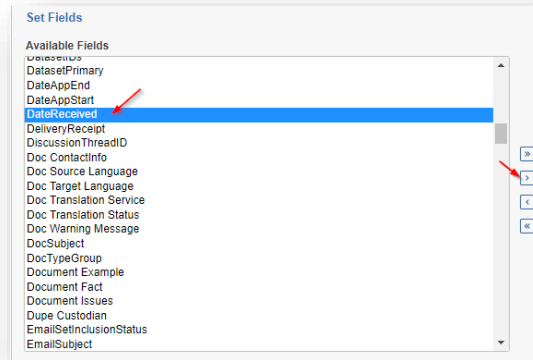 Set Fields
Available Fields
DatasetIDs
DatasetPrimary
DateAppEnd
DateAppStart
DateReceived
DeliveryReceipt
DiscussionThreadID
Doc ContactInfo
Doc Source Language
Doc Target Language
Doc Translation Service
Doc Translation Status
Doc Warning Message
DocSubject
DocTypeGroup
Document Example
Document Fact
Document Issues
Dupe Custodian
EmailSetInclusionStatus
EmailSubject
»
>
<
«